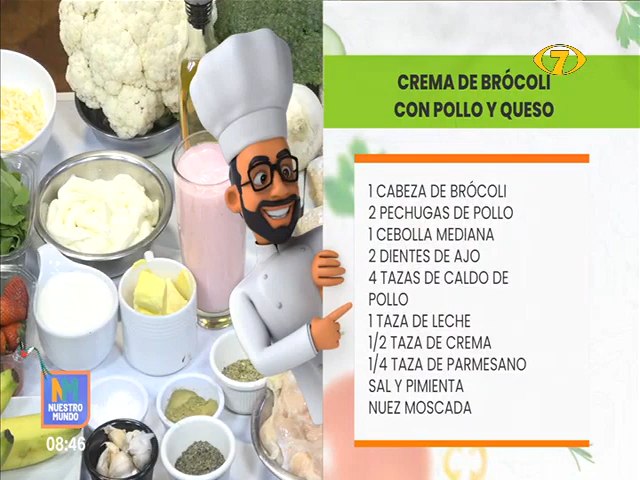 7
CREMA DE BRÓCOLI
CON POLLO Y QUESO
1 CABEZA DE BRÓCOLI
2 PECHUGAS DE POLLO
1 CEBOLLA MEDIANA
2 DIENTES DE AJO
4 TAZAS DE CALDO DE
POLLO
1 TAZA DE LECHE
1/2 TAZA DE CREMA
1/4 TAZA DE PARMESANO
SAL Y PIMIENTA
NUEZ MOSCADA
NM
NUESTRO
MUNDO
08:46